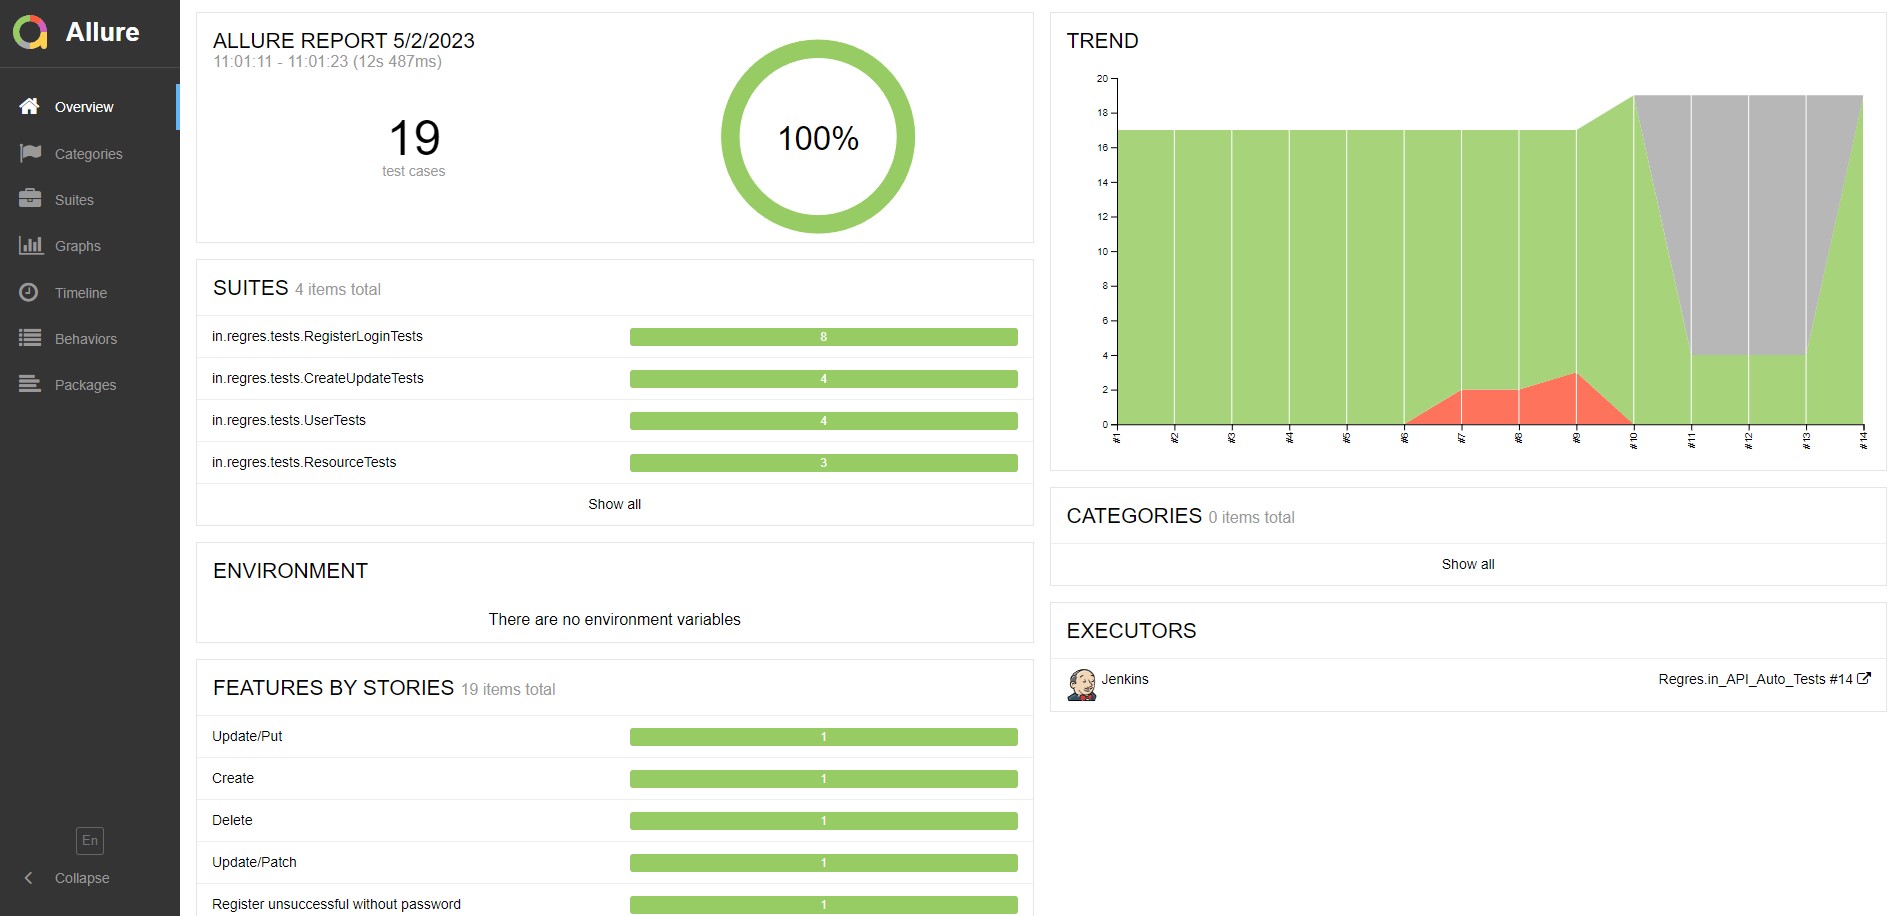 Allure
Overview
Categories
Suites
Graphs
Timeline
Behaviors
Packages
En
Collapse
ALLURE REPORT 5/2/2023
11:01:11 - 11:01:23 (12s 487ms)
19
test cases
100%
SUITES 4 items total
in.regres.tests.RegisterLoginTests 8
in.regres.tests.CreateUpdateTests 4
in.regres.tests.UserTests 4
in.regres.tests.ResourceTests 3
Show all
ENVIRONMENT
There are no environment variables
FEATURES BY STORIES 19 items total
Update/Put 1
Create 1
Delete 1
Update/Patch 1
Register unsuccessful without password 1
TREND
20
18
16
14
12
10
8
6
4
2
0
#1 #2 #3 #4 #5 #6 #7 #8 #9 #10 #11 #12 #13 #14
CATEGORIES 0 items total
Show all
EXECUTORS
Jenkins Regres.in_API_Auto_Tests #14